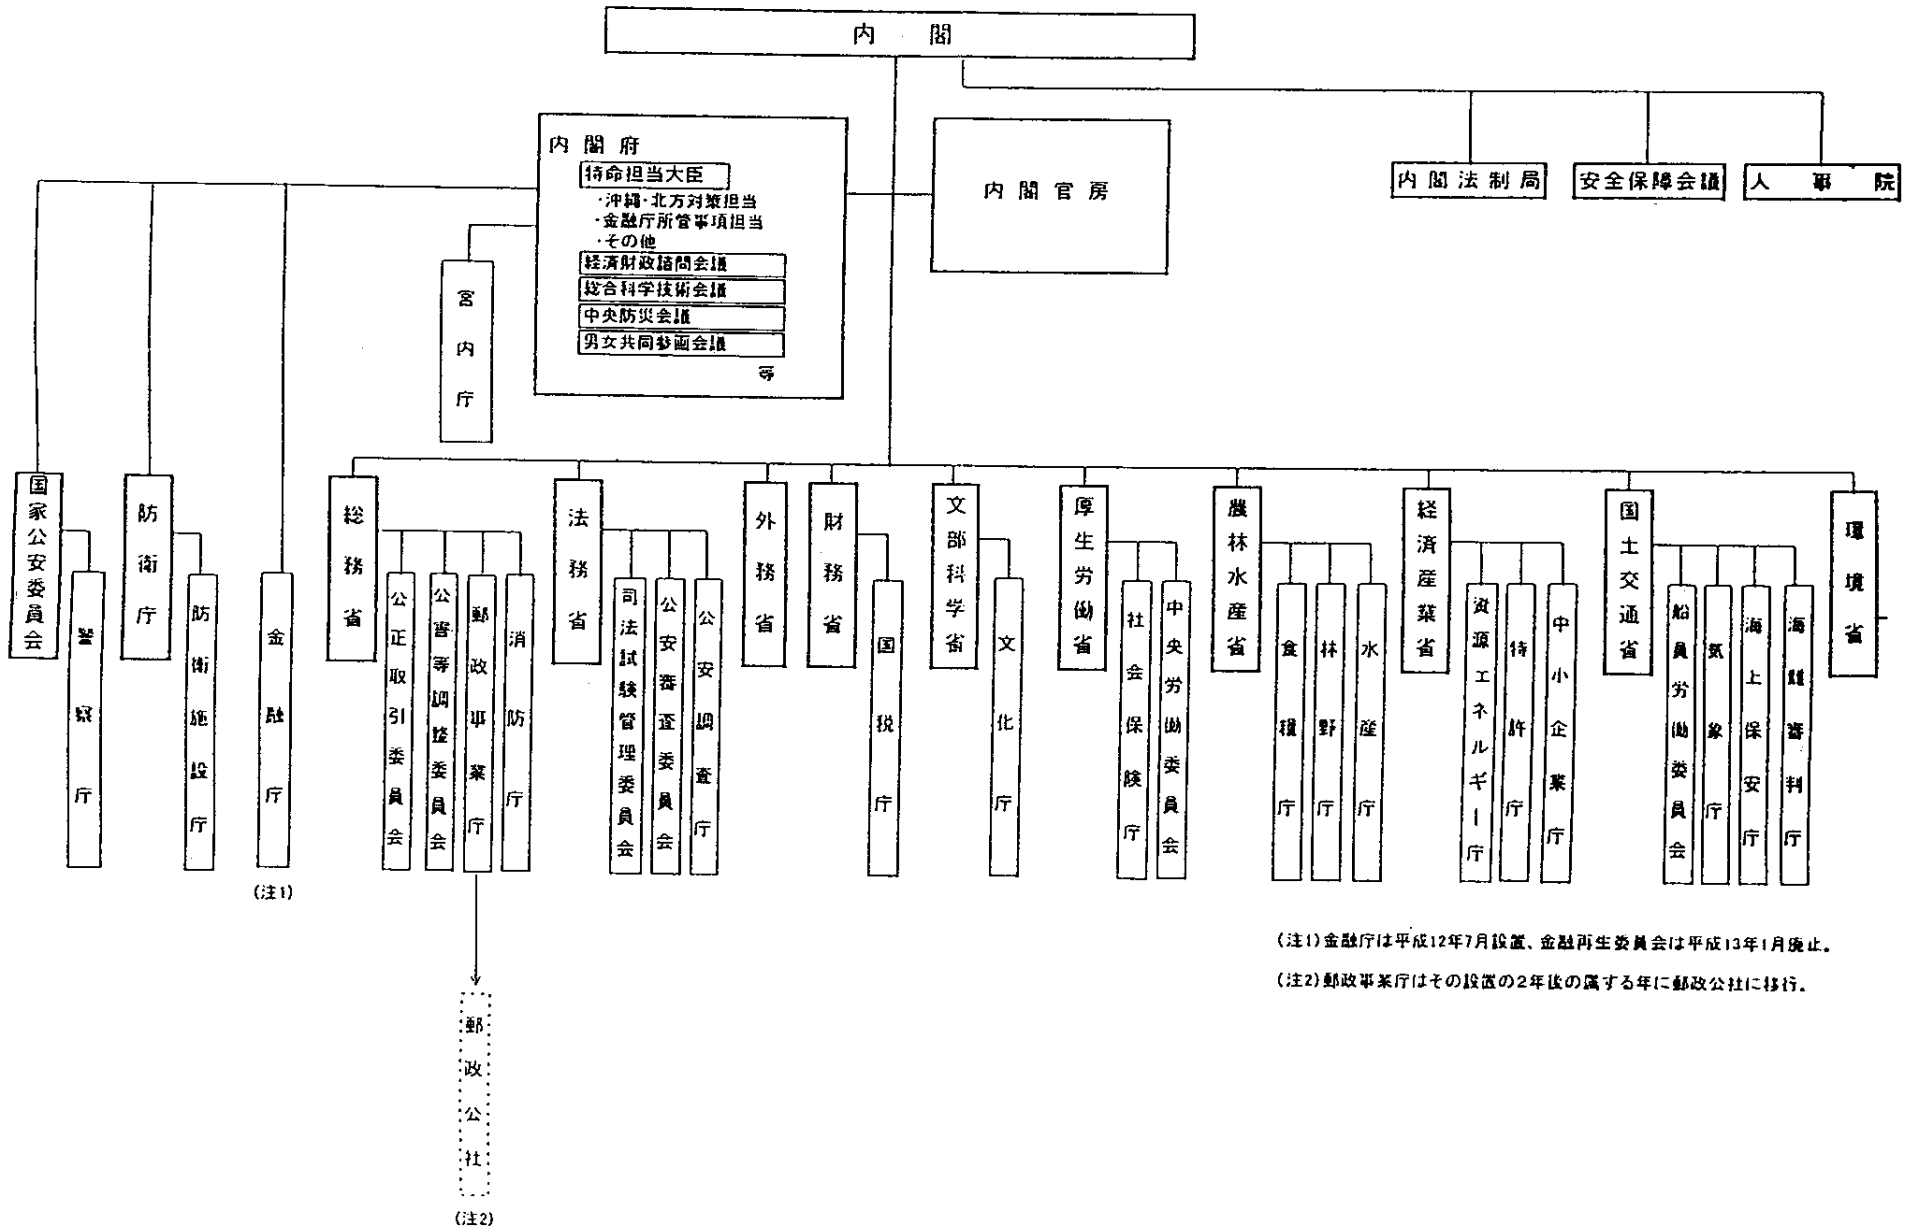 内閣
内閣府
特命担当大臣
・沖縄・北方対策担当
・金融庁所管事項担当
・その他
経済財政諮問会議
総合科学技術会議
中央防災会議
男女共同参画会議
等
内閣官房
内閣法制局
安全保障会議
人事院
宮内庁
国家公安委員会
警察庁
防衛庁
防衛施設庁
金融庁
(注1)
総務省
公正取引委員会
公害等調整委員会
郵政事業庁
消防庁
郵政公社
(注2)
法務省
司法試験管理委員会
公安審査委員会
公安調査庁
外務省
財務省
国税庁
文部科学省
文化庁
厚生労働省
社会保険庁
中央労働委員会
農林水産省
食糧庁
林野庁
水産庁
経済産業省
資源エネルギー庁
特許庁
中小企業庁
国土交通省
船員労働委員会
気象庁
海上保安庁
海難審判庁
環境省
(注1)金融庁は平成12年7月設置、金融再生委員会は平成13年1月廃止。
(注2)郵政事業庁はその設置の2年後の属する年に郵政公社に移行。